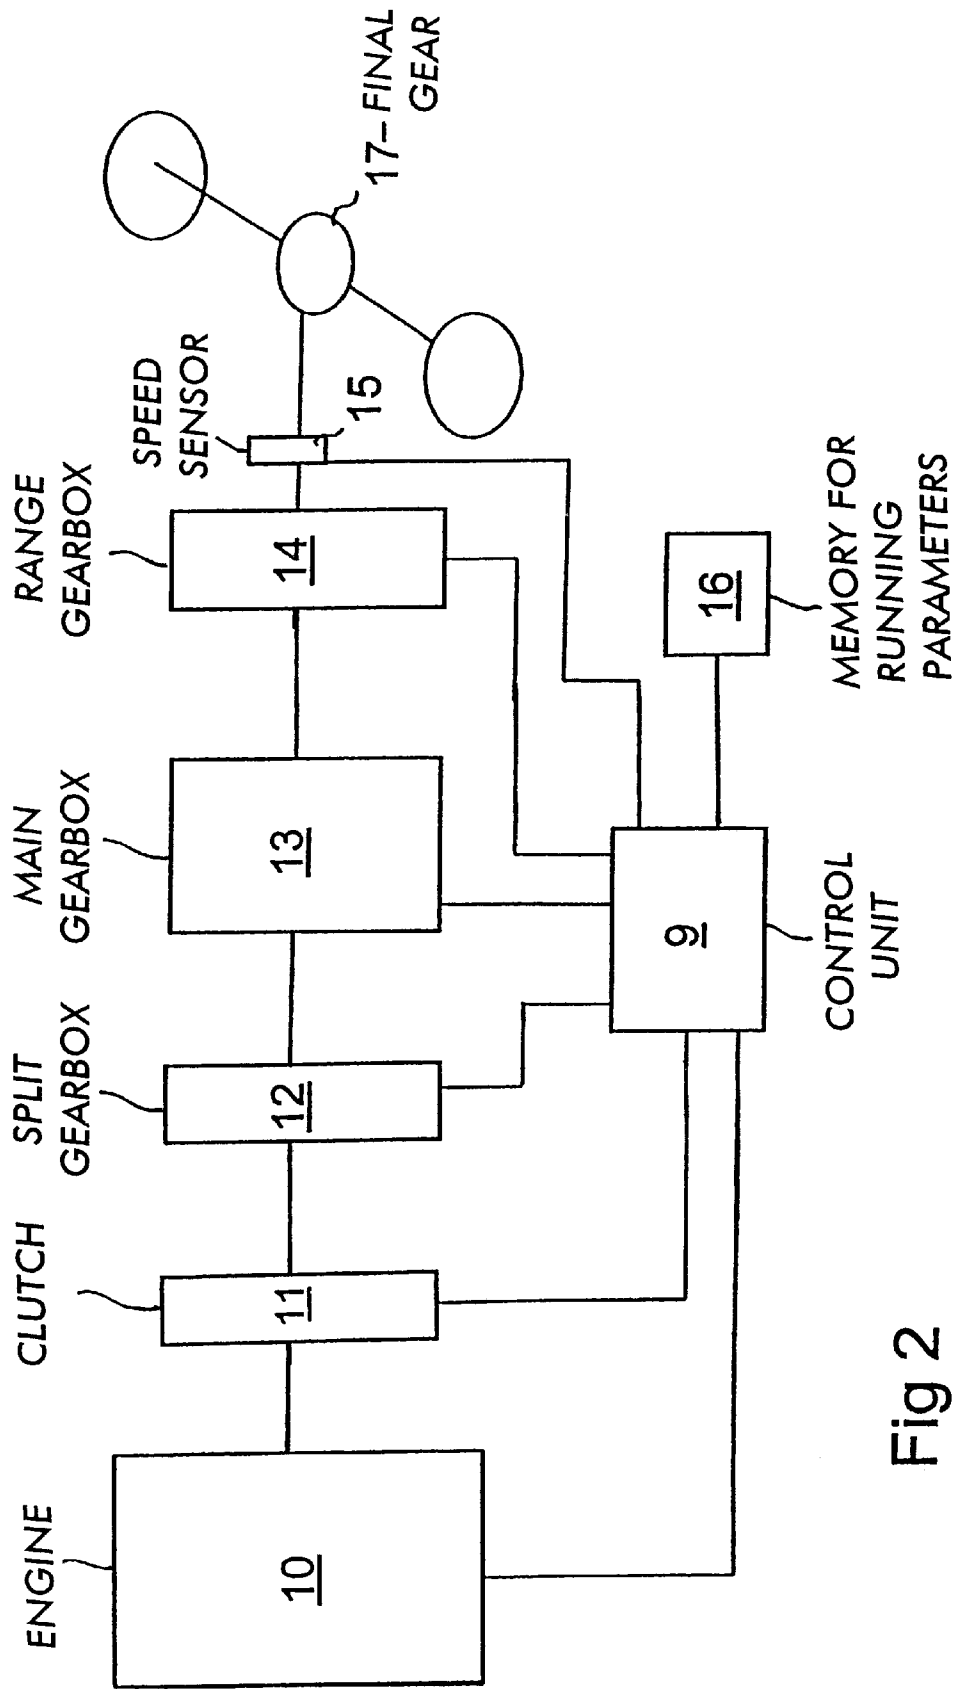 ENGINE
10
CLUTCH
11
SPLIT
GEARBOX
12
MAIN
GEARBOX
13
RANGE
GEARBOX
14
SPEED
SENSOR
15
17–FINAL
GEAR
9
CONTROL
UNIT
16
MEMORY FOR
RUNNING
PARAMETERS
Fig 2